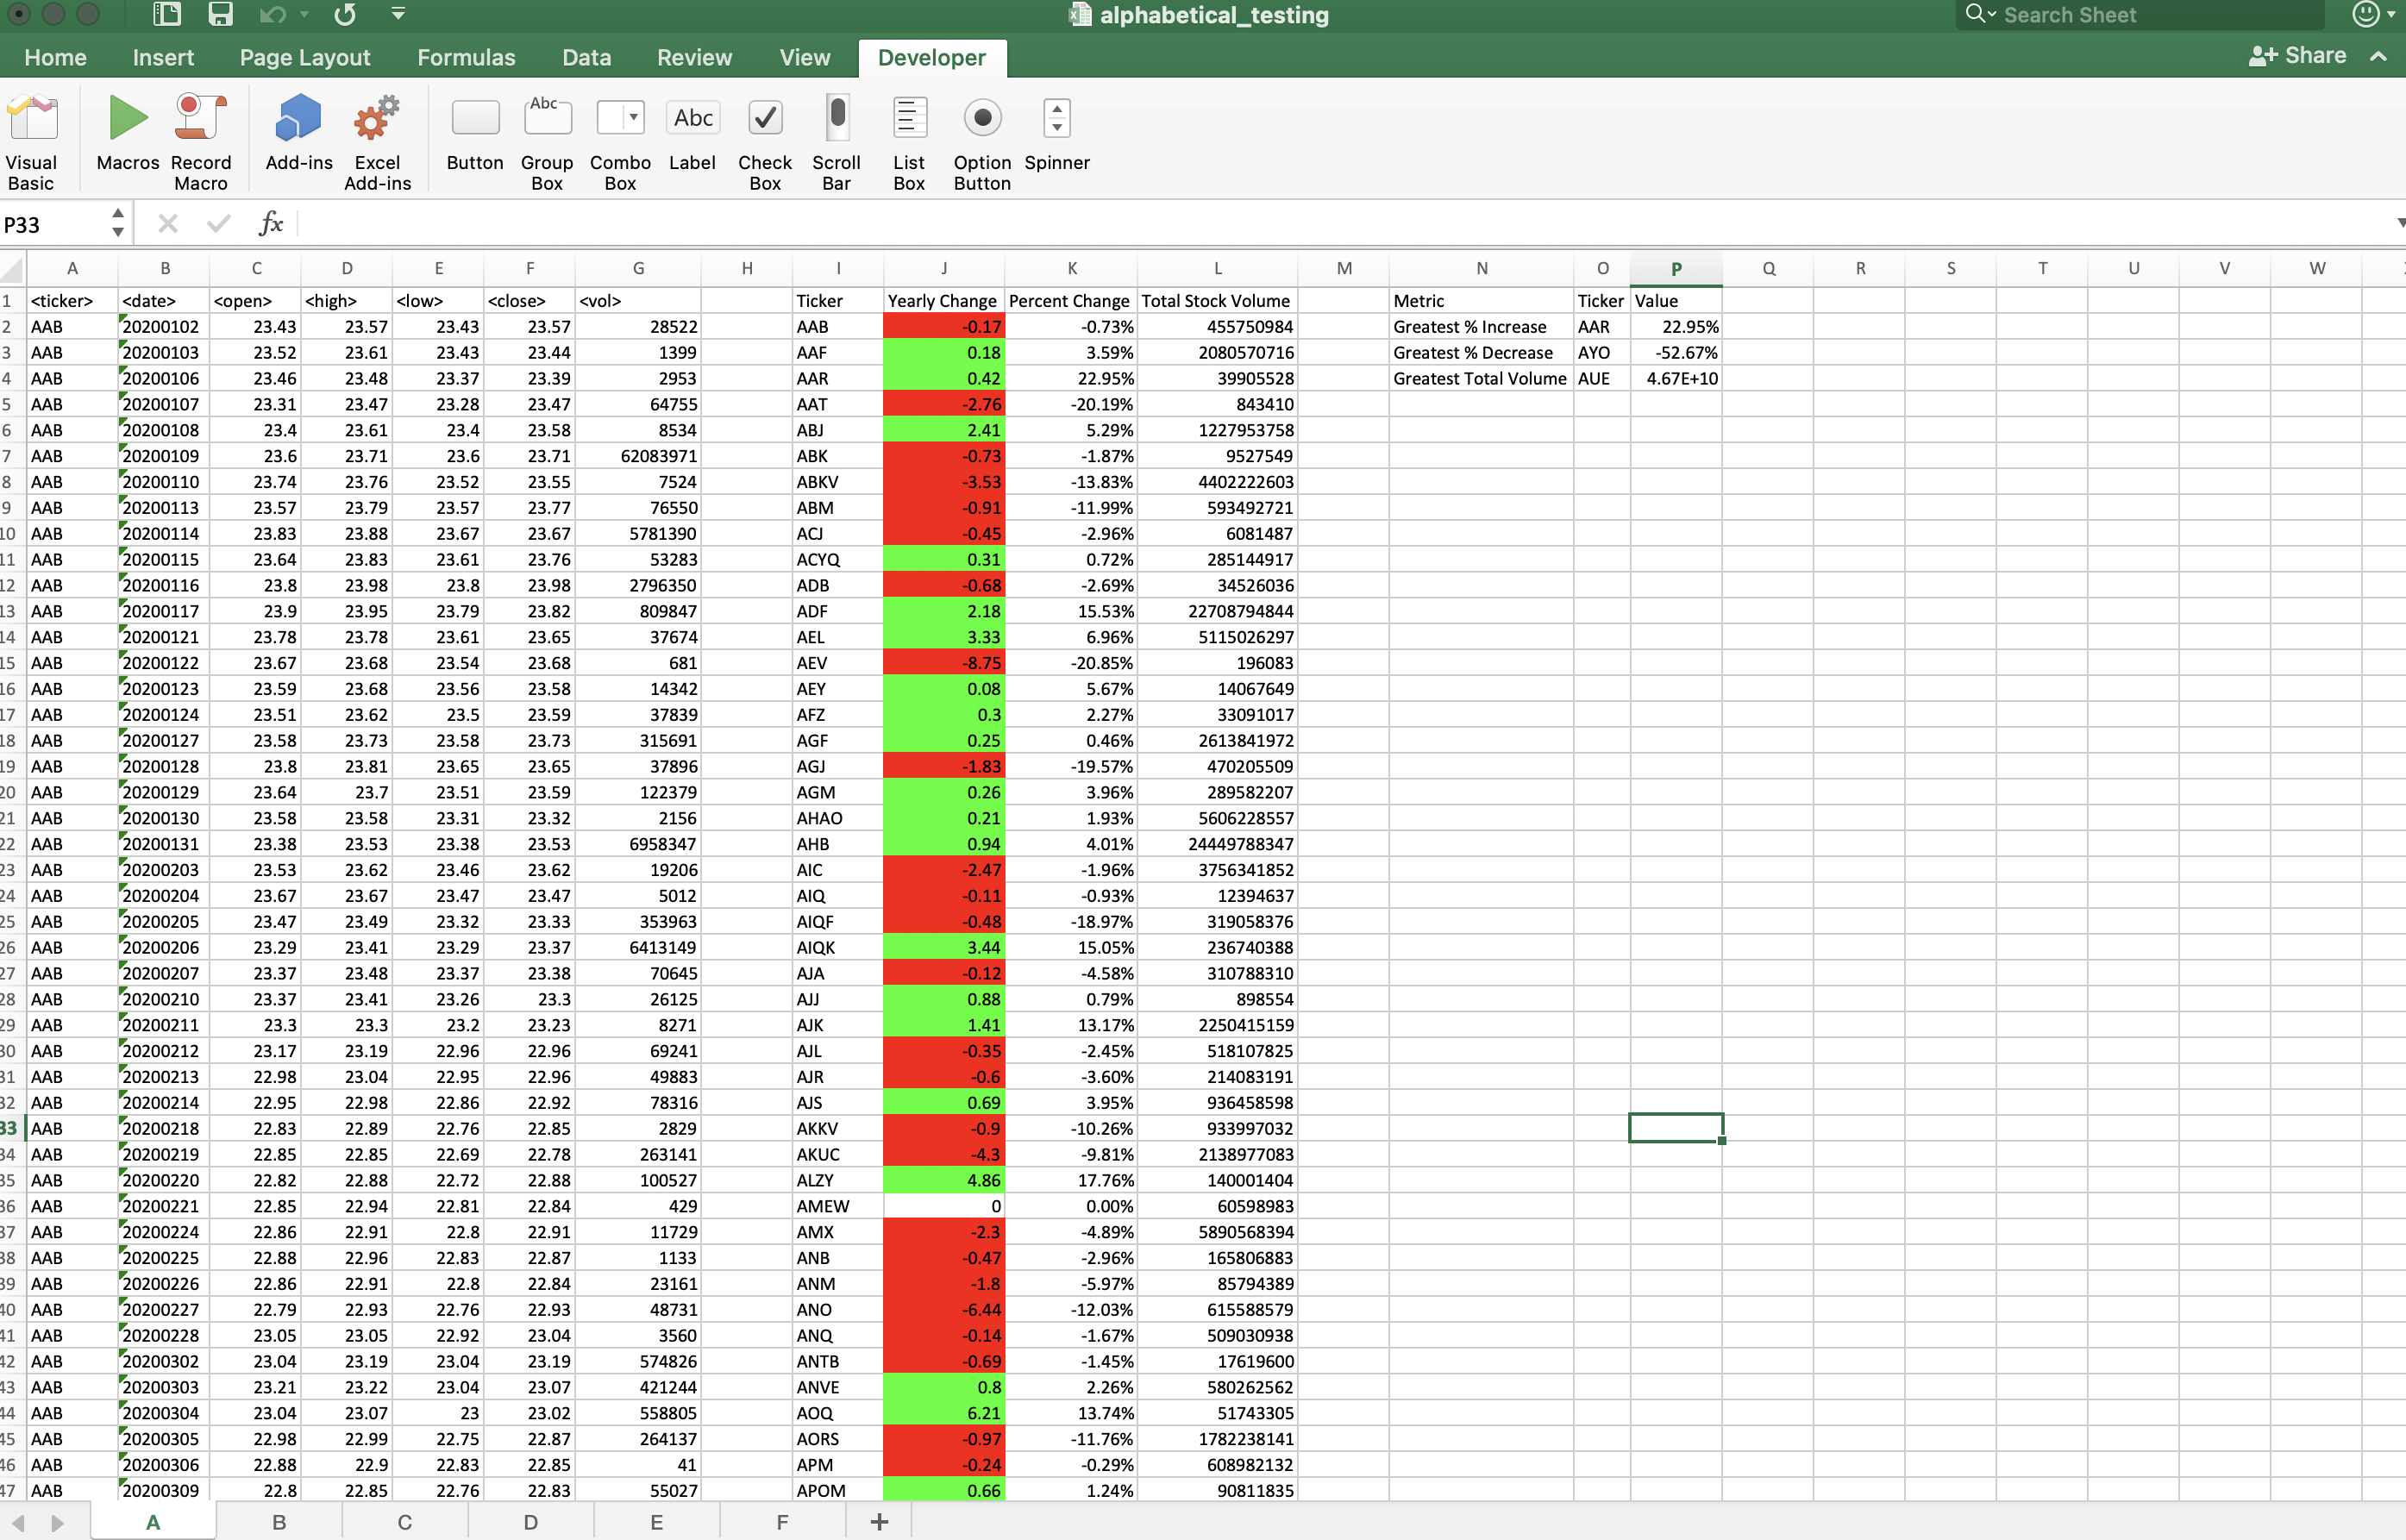 alphabetical_testing
Search Sheet
Home Insert Page Layout Formulas Data Review View Developer Share
Visual Basic Macros Record Macro Add-ins Excel Add-ins Button Abc Group Box Combo Box Abc Label Check Box Scroll Bar List Box Option Button Spinner
P33 fx
A B C D E F G H I J K L M N O P Q R S T U V W
1 <ticker> <date> <open> <high> <low> <close> <vol> Ticker Yearly Change Percent Change Total Stock Volume Metric Ticker Value
2 AAB 20200102 23.43 23.57 23.43 23.57 28522 AAB -0.17 -0.73% 455750984 Greatest % Increase AAR 22.95%
3 AAB 20200103 23.52 23.61 23.43 23.44 1399 AAF 0.18 3.59% 2080570716 Greatest % Decrease AYO -52.67%
4 AAB 20200106 23.46 23.48 23.37 23.39 2953 AAR 0.42 22.95% 39905528 Greatest Total Volume AUE 4.67E+10
5 AAB 20200107 23.31 23.47 23.28 23.47 64755 AAT -2.76 -20.19% 843410
6 AAB 20200108 23.4 23.61 23.4 23.58 8534 ABJ 2.41 5.29% 1227953758
7 AAB 20200109 23.6 23.71 23.6 23.71 62083971 ABK -0.73 -1.87% 9527549
8 AAB 20200110 23.74 23.76 23.52 23.55 7524 ABKV -3.53 -13.83% 4402222603
9 AAB 20200113 23.57 23.79 23.57 23.77 76550 ABM -0.91 -11.99% 593492721
10 AAB 20200114 23.83 23.88 23.67 23.67 5781390 ACJ -0.45 -2.96% 6081487
11 AAB 20200115 23.64 23.83 23.61 23.76 53283 ACYQ 0.31 0.72% 285144917
12 AAB 20200116 23.8 23.98 23.8 23.98 2796350 ADB -0.68 -2.69% 34526036
13 AAB 20200117 23.9 23.95 23.79 23.82 809847 ADF 2.18 15.53% 22708794844
14 AAB 20200121 23.78 23.78 23.61 23.65 37674 AEL 3.33 6.96% 5115026297
15 AAB 20200122 23.67 23.68 23.54 23.68 681 AEV -8.75 -20.85% 196083
16 AAB 20200123 23.59 23.68 23.56 23.58 14342 AEY 0.08 5.67% 14067649
17 AAB 20200124 23.51 23.62 23.5 23.59 37839 AFZ 0.3 2.27% 33091017
18 AAB 20200127 23.58 23.73 23.58 23.73 315691 AGF 0.25 0.46% 2613841972
19 AAB 20200128 23.8 23.81 23.65 23.65 37896 AGJ -1.83 -19.57% 470205509
20 AAB 20200129 23.64 23.7 23.51 23.59 122379 AGM 0.26 3.96% 289582207
21 AAB 20200130 23.58 23.58 23.31 23.32 2156 AHAO 0.21 1.93% 5606228557
22 AAB 20200131 23.38 23.53 23.38 23.53 6958347 AHB 0.94 4.01% 24449788347
23 AAB 20200203 23.53 23.62 23.46 23.62 19206 AIC -2.47 -1.96% 3756341852
24 AAB 20200204 23.67 23.67 23.47 23.47 5012 AIQ -0.11 -0.93% 12394637
25 AAB 20200205 23.47 23.49 23.32 23.33 353963 AIQF -0.48 -18.97% 319058376
26 AAB 20200206 23.29 23.41 23.29 23.37 6413149 AIQK 3.44 15.05% 236740388
27 AAB 20200207 23.37 23.48 23.37 23.38 70645 AJA -0.12 -4.58% 310788310
28 AAB 20200210 23.37 23.41 23.26 23.3 26125 AJJ 0.88 0.79% 898554
29 AAB 20200211 23.3 23.3 23.2 23.23 8271 AJK 1.41 13.17% 2250415159
30 AAB 20200212 23.17 23.19 22.96 22.96 69241 AJL -0.35 -2.45% 518107825
31 AAB 20200213 22.98 23.04 22.95 22.96 49883 AJR -0.6 -3.60% 214083191
32 AAB 20200214 22.95 22.98 22.86 22.92 78316 AJS 0.69 3.95% 936458598
33 AAB 20200218 22.83 22.89 22.76 22.85 2829 AKKV -0.9 -10.26% 933997032
34 AAB 20200219 22.85 22.85 22.69 22.78 263141 AKUC -4.3 -9.81% 2138977083
35 AAB 20200220 22.82 22.88 22.72 22.88 100527 ALZY 4.86 17.76% 140001404
36 AAB 20200221 22.85 22.94 22.81 22.84 429 AMEW 0 0.00% 60598983
37 AAB 20200224 22.86 22.91 22.8 22.91 11729 AMX -2.3 -4.89% 5890568394
38 AAB 20200225 22.88 22.96 22.83 22.87 1133 ANB -0.47 -2.96% 165806883
39 AAB 20200226 22.86 22.91 22.8 22.84 23161 ANM -1.8 -5.97% 85794389
40 AAB 20200227 22.79 22.93 22.76 22.93 48731 ANO -6.44 -12.03% 615588579
41 AAB 20200228 23.05 23.05 22.92 23.04 3560 ANQ -0.14 -1.67% 509030938
42 AAB 20200302 23.04 23.19 23.04 23.19 574826 ANTB -0.69 -1.45% 17619600
43 AAB 20200303 23.21 23.22 23.04 23.07 421244 ANVE 0.8 2.26% 580262562
44 AAB 20200304 23.04 23.07 23 23.02 558805 AOQ 6.21 13.74% 51743305
45 AAB 20200305 22.98 22.99 22.75 22.87 264137 AORS -0.97 -11.76% 1782238141
46 AAB 20200306 22.88 22.9 22.83 22.85 41 APM -0.24 -0.29% 608982132
47 AAB 20200309 22.8 22.85 22.76 22.83 55027 APOM 0.66 1.24% 90811835
A B C D E F +